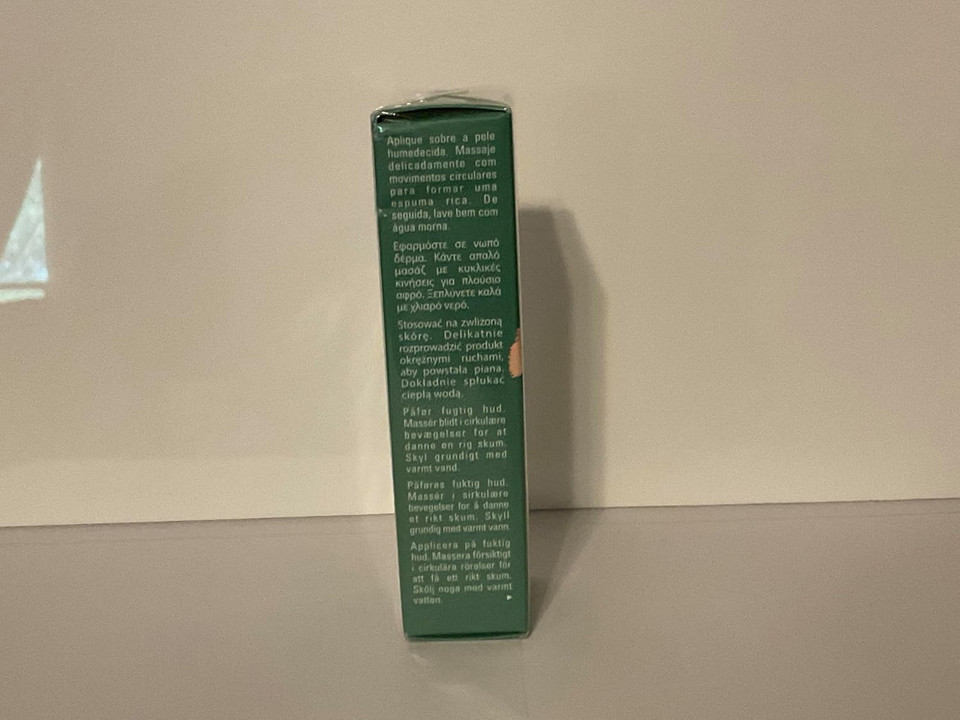 Aplique sobre a pele
humedecida. Massaje
delicadamente com
movimentos circulares
para formar uma
espuma rica. De
seguida, lave bem com
água morna.
Εφαρμόστε σε νωπό
δέρμα. Κάντε απαλό
μασάζ με κυκλικές
κινήσεις για πλούσιο
αφρό. Ξεπλύνετε καλά
με χλιαρό νερό.
Stosować na zwilżoną
skórę. Delikatnie
rozprowadzić produkt
okrężnymi ruchami,
aby powstała piana.
Dokładnie spłukać
ciepłą wodą.
Påfør fugtig hud.
Massér blidt i cirkulære
bevægelser for at
danne en rig skum.
Skyl grundigt med
varmt vand.
Påføres fuktig hud.
Massér i sirkulære
bevegelser for å danne
et rikt skum. Skyll
grundig med varmt vann.
Applicera på fuktig
hud. Massera försiktigt
i cirkulära rörelser för
att få ett rikt skum.
Skölj noga med varmt
vatten.